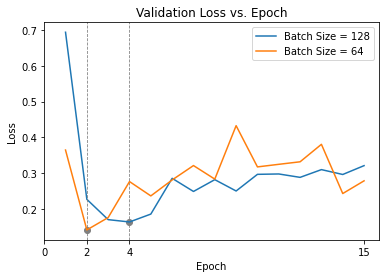 Validation Loss vs. Epoch
Batch Size = 128
Batch Size = 64
Loss
0.7
0.6
0.5
0.4
0.3
0.2
0
2
4
15
Epoch